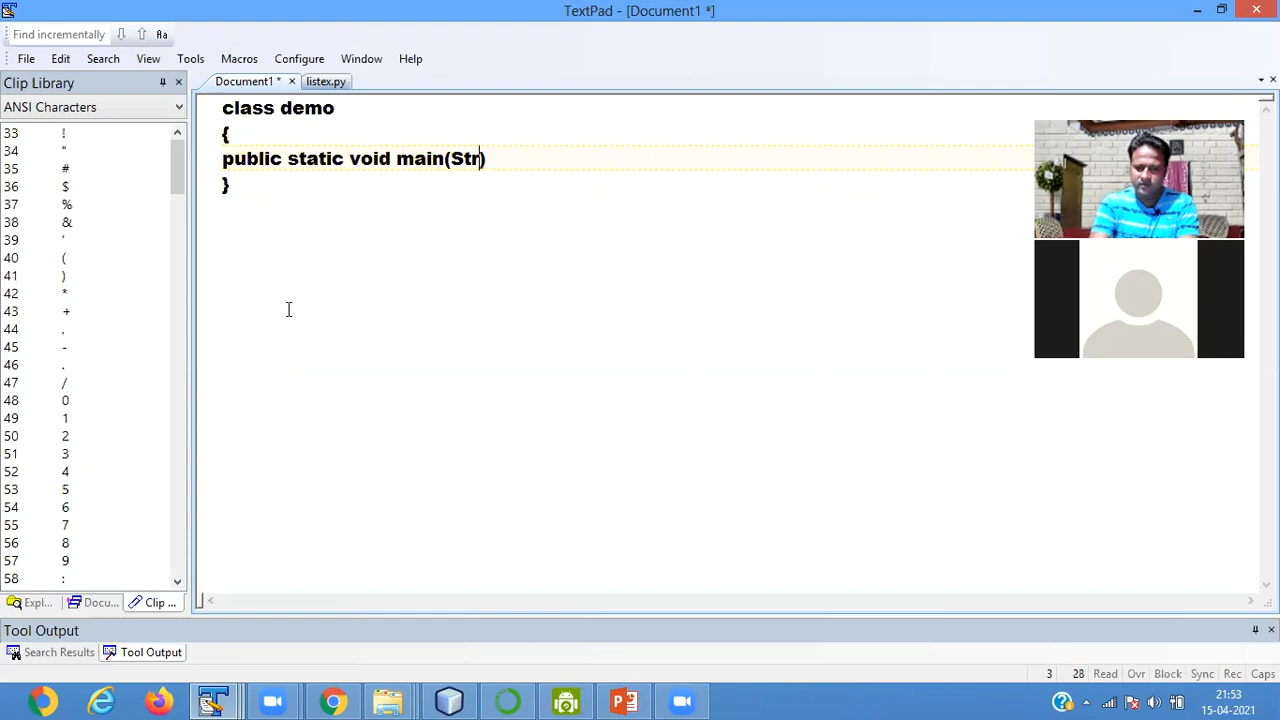 TextPad - [Document1 *]
Find incrementally
File Edit Search View Tools Macros Configure Window Help
Clip Library
Document1 * listex.py
ANSI Characters
33 !
34 "
35 #
36 $
37 %
38 &
39 '
40 (
41 )
42 *
43 +
44 ,
45 -
46 .
47 /
48 0
49 1
50 2
51 3
52 4
53 5
54 6
55 7
56 8
57 9
58 :
class demo
{
public static void main(Str)
}
Expl... Docu... Clip ...
Tool Output
Search Results Tool Output
3 28 Read Ovr Block Sync Rec Caps
21:53
15-04-2021